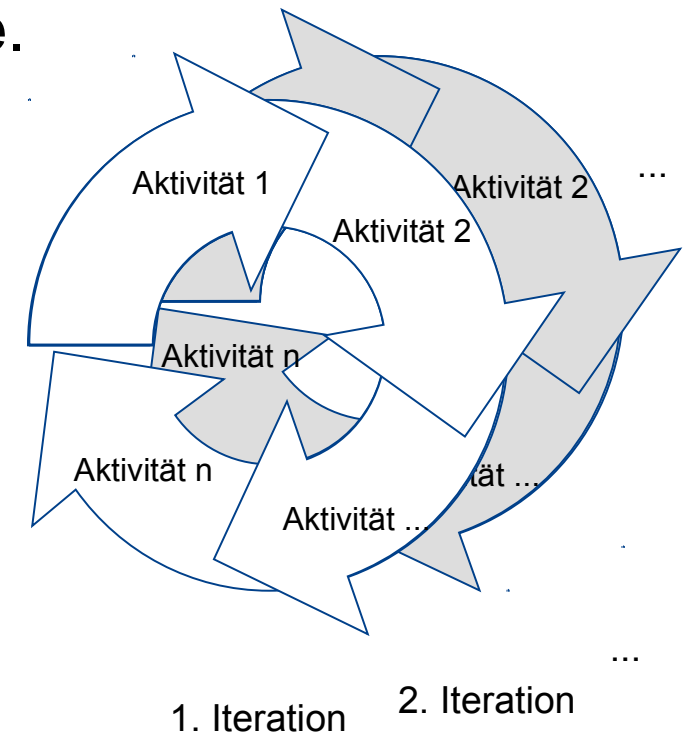 e.
Aktivität 1
Aktivität 2
...
Aktivität 2
Aktivität n
Aktivität n
tät ...
Aktivität ...
...
1. Iteration
2. Iteration